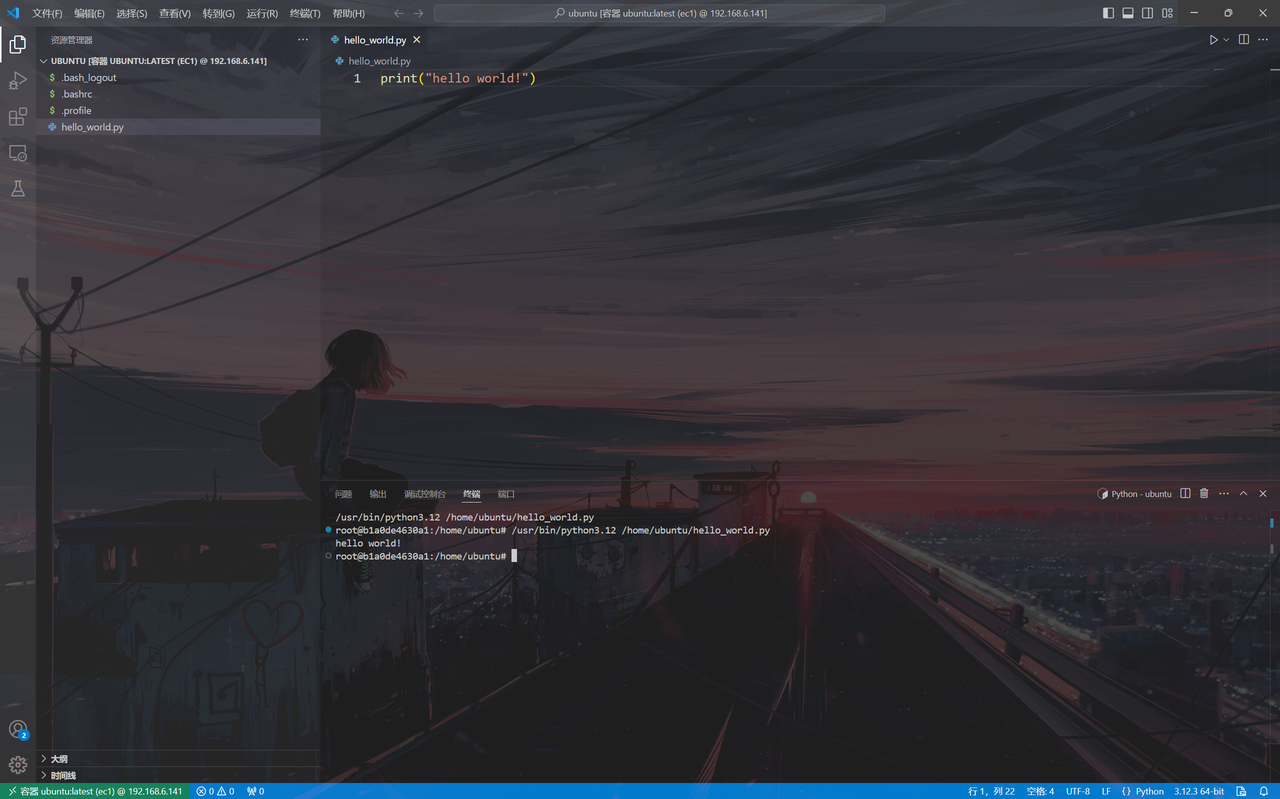 文件(F) 编辑(E) 选择(S) 查看(V) 转到(G) 运行(R) 终端(T) 帮助(H) ubuntu [容器 ubuntu:latest (ec1) @ 192.168.6.141]
资源管理器
hello_world.py
UBUNTU [容器 UBUNTU:LATEST (EC1) @ 192.168.6.141]
.bash_logout
.bashrc
.profile
hello_world.py
hello_world.py
1 print("hello world!")
问题 输出 调试控制台 终端 端口 Python - ubuntu
/usr/bin/python3.12 /home/ubuntu/hello_world.py
root@b1a0de4630a1:/home/ubuntu# /usr/bin/python3.12 /home/ubuntu/hello_world.py
hello world!
root@b1a0de4630a1:/home/ubuntu#
2
大纲
时间线
容器 ubuntu:latest (ec1) @ 192.168.6.141 0 0 0 行 1，列 22 空格: 4 UTF-8 LF {} Python 3.12.3 64-bit